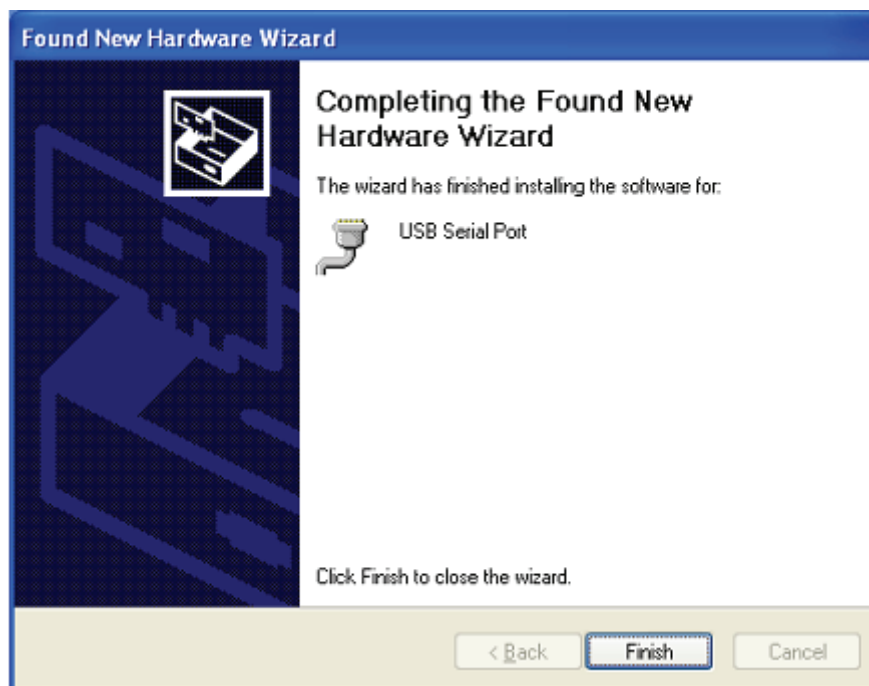 Found New Hardware Wizard
Completing the Found New
Hardware Wizard
The wizard has finished installing the software for:
USB Serial Port
Click Finish to close the wizard.
< Back
Finish
Cancel